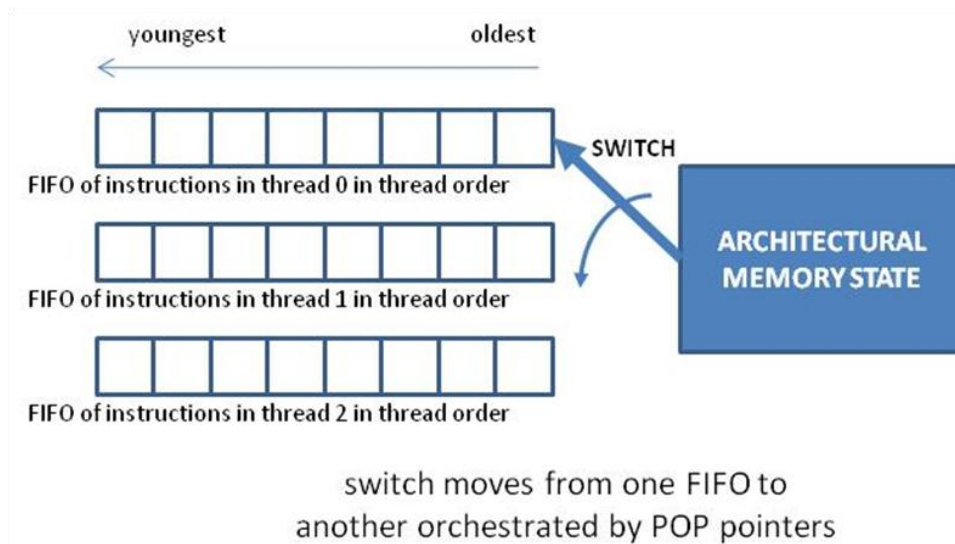 youngest oldest
SWITCH
FIFO of instructions in thread 0 in thread order
ARCHITECTURAL
MEMORY STATE
FIFO of instructions in thread 1 in thread order
FIFO of instructions in thread 2 in thread order
switch moves from one FIFO to
another orchestrated by POP pointers